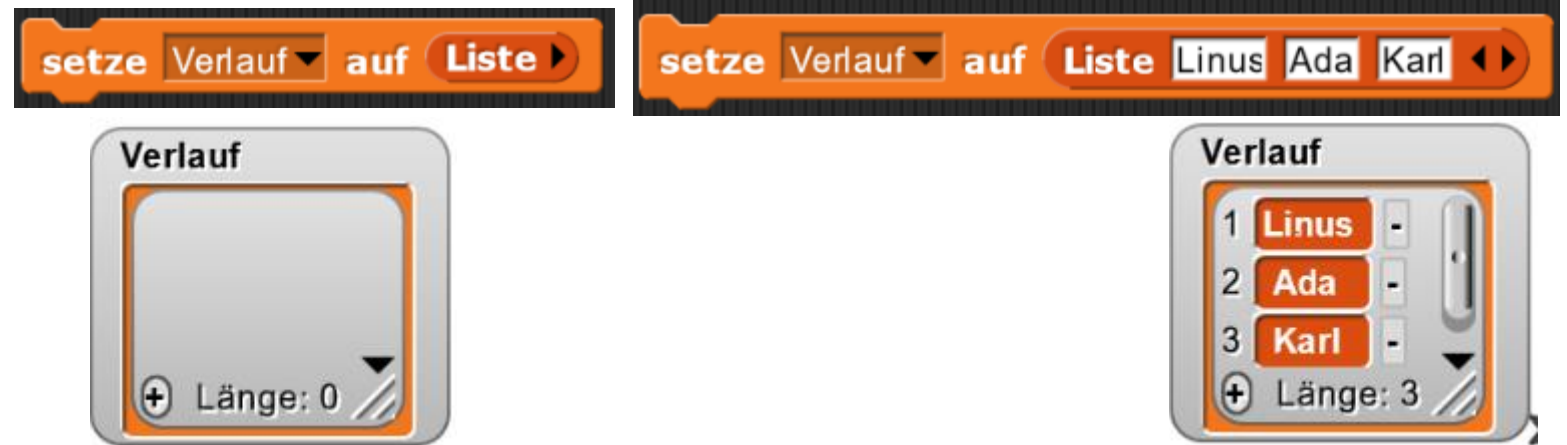 setze Verlauf auf Liste
setze Verlauf auf Liste Linus Ada Karl
Verlauf
Länge: 0
Verlauf
1 Linus -
2 Ada -
3 Karl -
+ Länge: 3